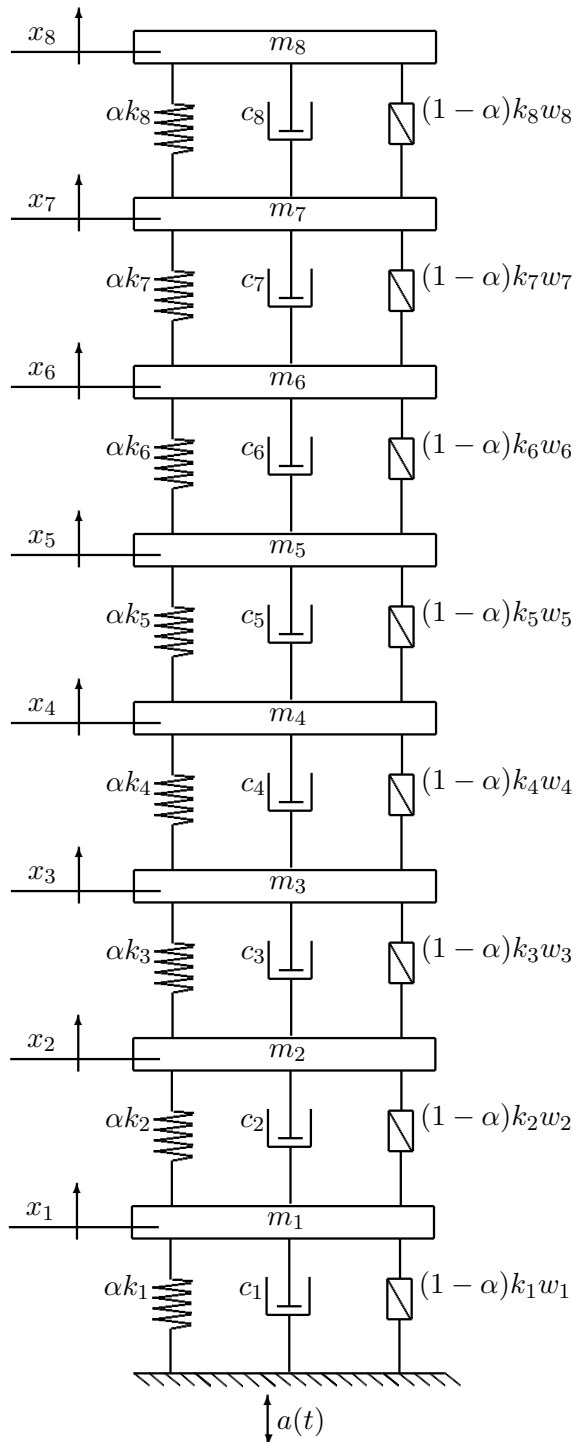 x₈ m₈
αk₈ c₈ (1 − α)k₈w₈
x₇ m₇
αk₇ c₇ (1 − α)k₇w₇
x₆ m₆
αk₆ c₆ (1 − α)k₆w₆
x₅ m₅
αk₅ c₅ (1 − α)k₅w₅
x₄ m₄
αk₄ c₄ (1 − α)k₄w₄
x₃ m₃
αk₃ c₃ (1 − α)k₃w₃
x₂ m₂
αk₂ c₂ (1 − α)k₂w₂
x₁ m₁
αk₁ c₁ (1 − α)k₁w₁
a(t)